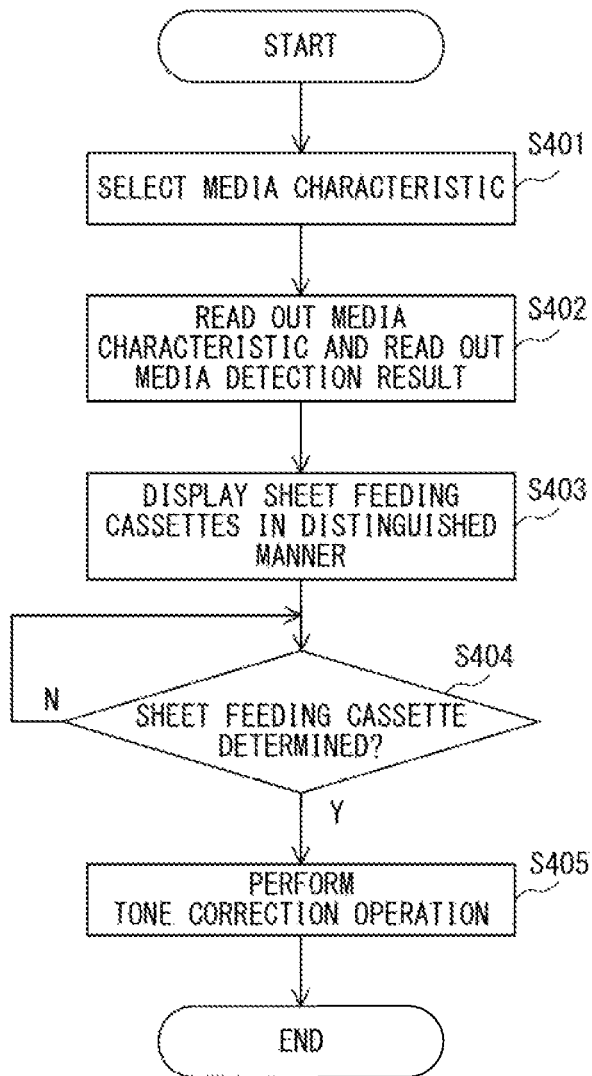 START
S401
SELECT MEDIA CHARACTERISTIC
S402
READ OUT MEDIA
CHARACTERISTIC AND READ OUT
MEDIA DETECTION RESULT
S403
DISPLAY SHEET FEEDING
CASSETTES IN DISTINGUISHED
MANNER
S404
N
SHEET FEEDING CASSETTE
DETERMINED?
Y
S405
PERFORM
TONE CORRECTION OPERATION
END